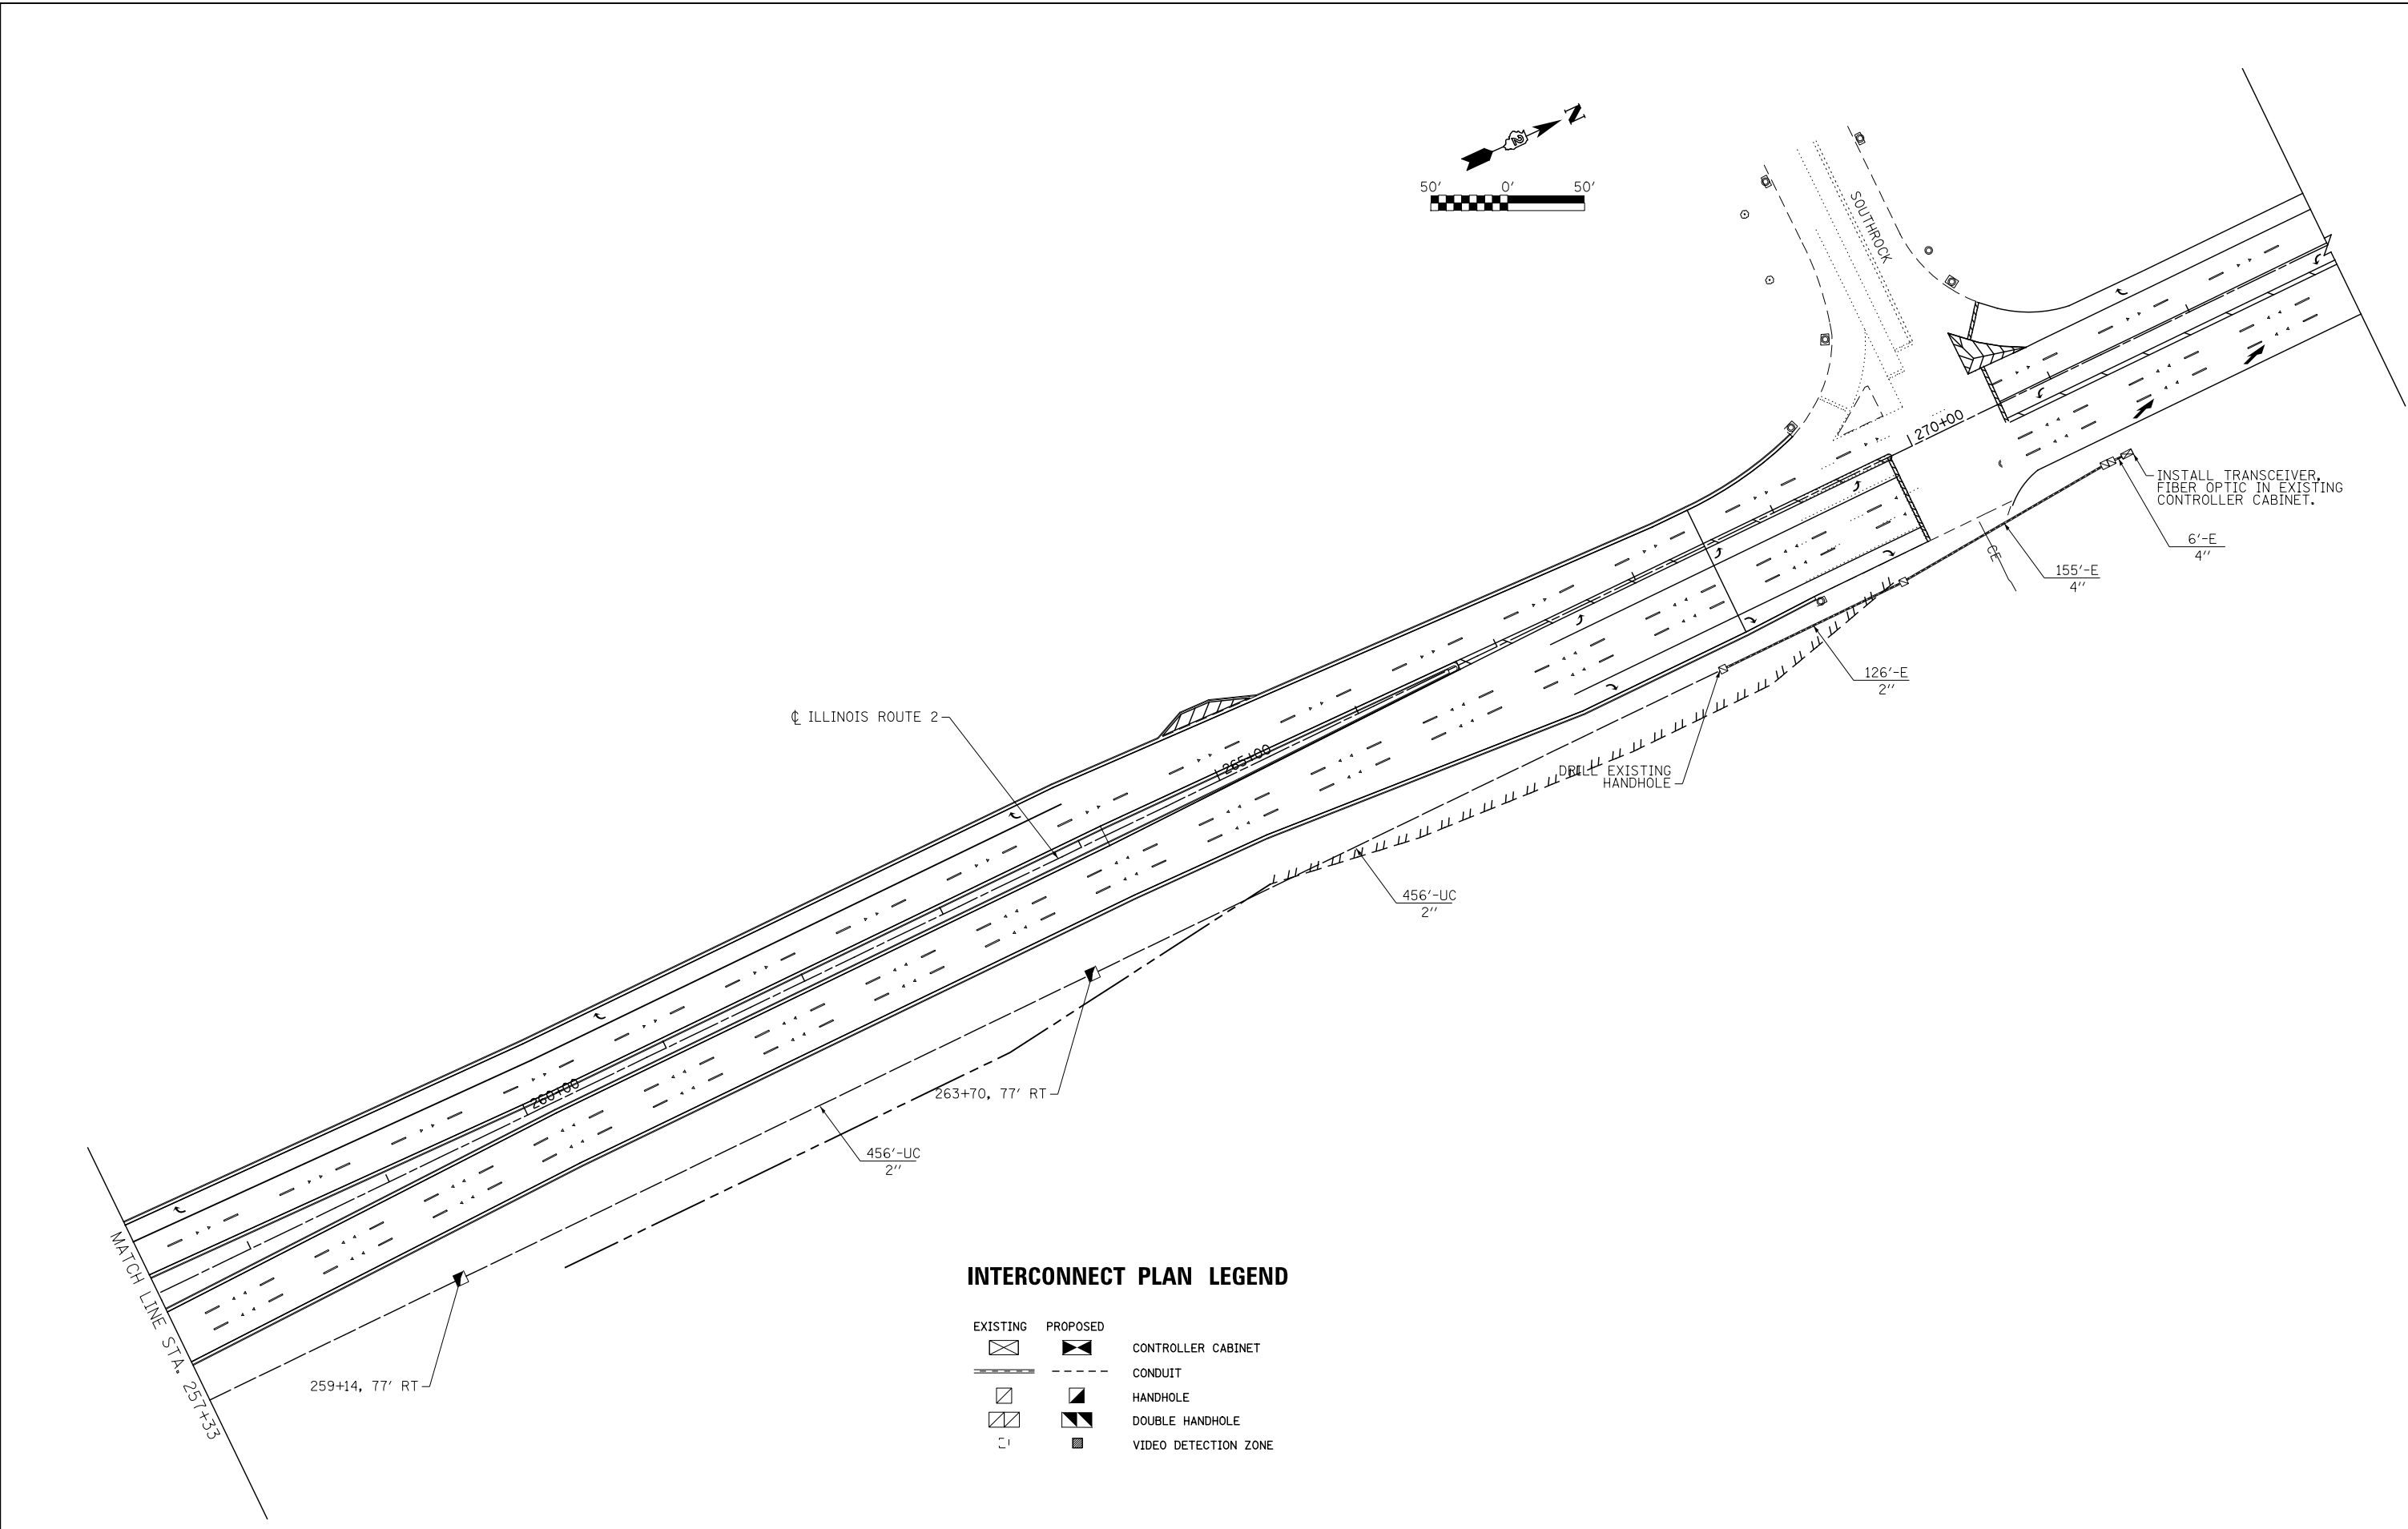 N
2
50' 0' 50'
SOUTHROCK
270+00
INSTALL TRANSCEIVER,
FIBER OPTIC IN EXISTING
CONTROLLER CABINET.
6'-E
4"
CE
155'-E
4"
126'-E
2"
℄ ILLINOIS ROUTE 2
265+00
DRILL EXISTING
HANDHOLE
456'-UC
2"
260+00
263+70, 77' RT
456'-UC
2"
MATCH LINE STA. 257+33
259+14, 77' RT
INTERCONNECT PLAN LEGEND
EXISTING PROPOSED
CONTROLLER CABINET
CONDUIT
HANDHOLE
DOUBLE HANDHOLE
VIDEO DETECTION ZONE